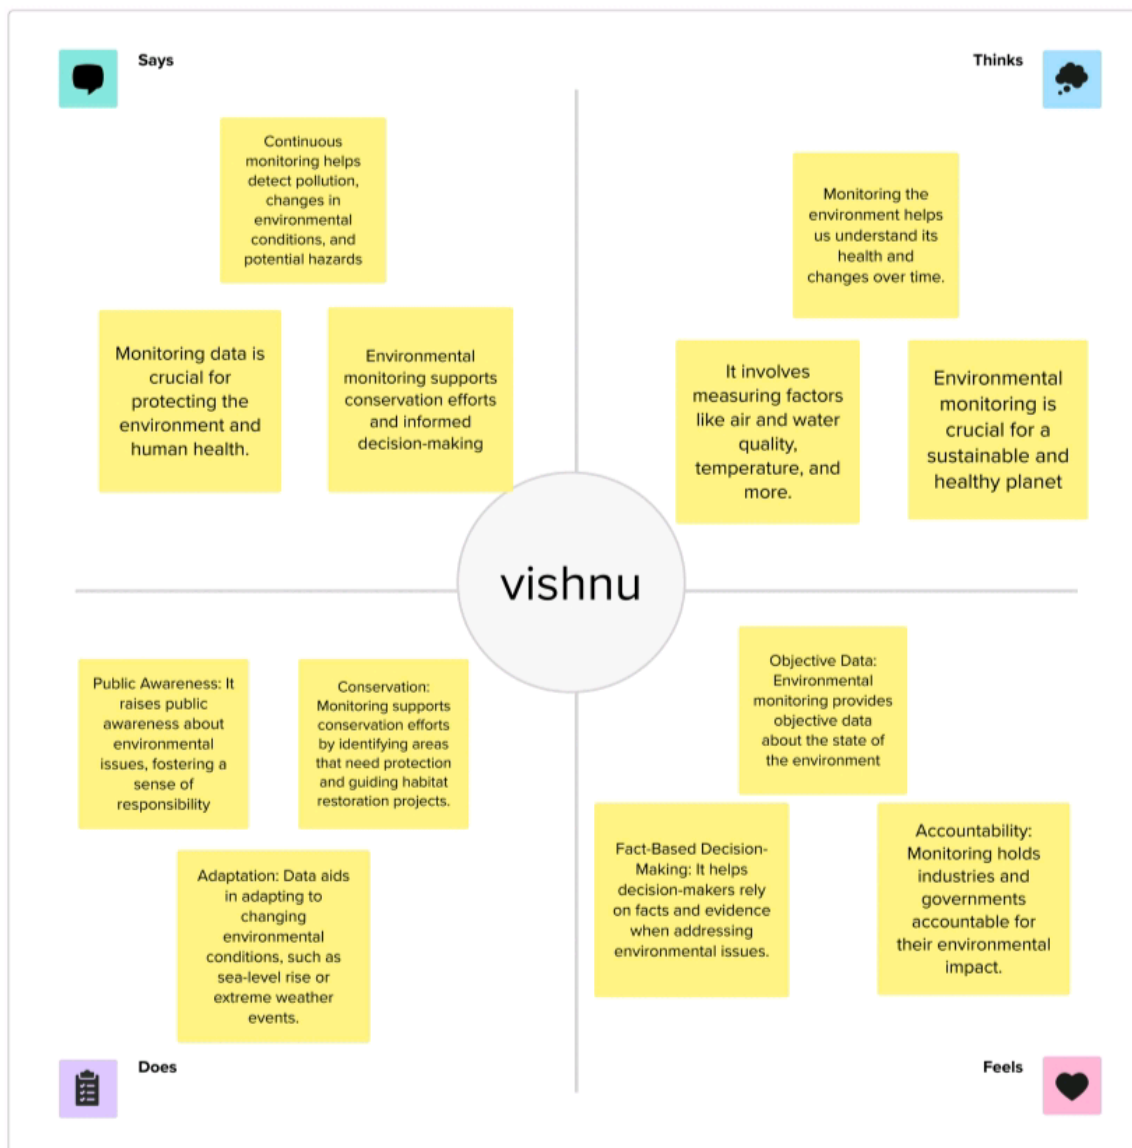 Says
Continuous
monitoring helps
detect pollution,
changes in
environmental
conditions, and
potential hazards
Monitoring data is
crucial for
protecting the
environment and
human health.
Environmental
monitoring supports
conservation efforts
and informed
decision-making
Thinks
Monitoring the
environment helps
us understand its
health and
changes over time.
It involves
measuring factors
like air and water
quality,
temperature, and
more.
Environmental
monitoring is
crucial for a
sustainable and
healthy planet
vishnu
Public Awareness: It
raises public
awareness about
environmental
issues, fostering a
sense of
responsibility
Conservation:
Monitoring supports
conservation efforts
by identifying areas
that need protection
and guiding habitat
restoration projects.
Adaptation: Data aids
in adapting to
changing
environmental
conditions, such as
sea-level rise or
extreme weather
events.
Does
Objective Data:
Environmental
monitoring provides
objective data
about the state of
the environment
Fact-Based Decision-
Making: It helps
decision-makers rely
on facts and evidence
when addressing
environmental issues.
Accountability:
Monitoring holds
industries and
governments
accountable for
their environmental
impact.
Feels